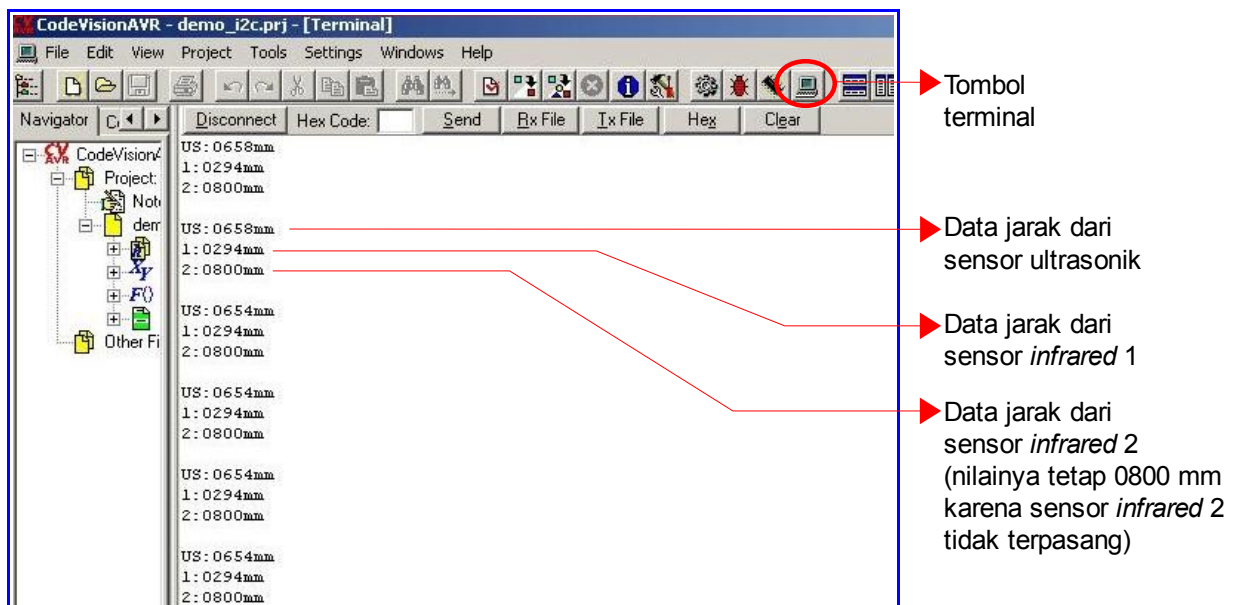 CodeVisionAVR - demo_i2c.prj - [Terminal]
File Edit View Project Tools Settings Windows Help
Navigator C
Disconnect Hex Code: Send Rx File Tx File Hex Clear
CodeVisionA
Project:
Note
dem
XY
F()
Other Fi
US:0658mm
1:0294mm
2:0800mm
US:0658mm
1:0294mm
2:0800mm
US:0654mm
1:0294mm
2:0800mm
US:0654mm
1:0294mm
2:0800mm
US:0654mm
1:0294mm
2:0800mm
US:0654mm
1:0294mm
2:0800mm
Tombol
terminal
Data jarak dari
sensor ultrasonik
Data jarak dari
sensor infrared 1
Data jarak dari
sensor infrared 2
(nilainya tetap 0800 mm
karena sensor infrared 2
tidak terpasang)